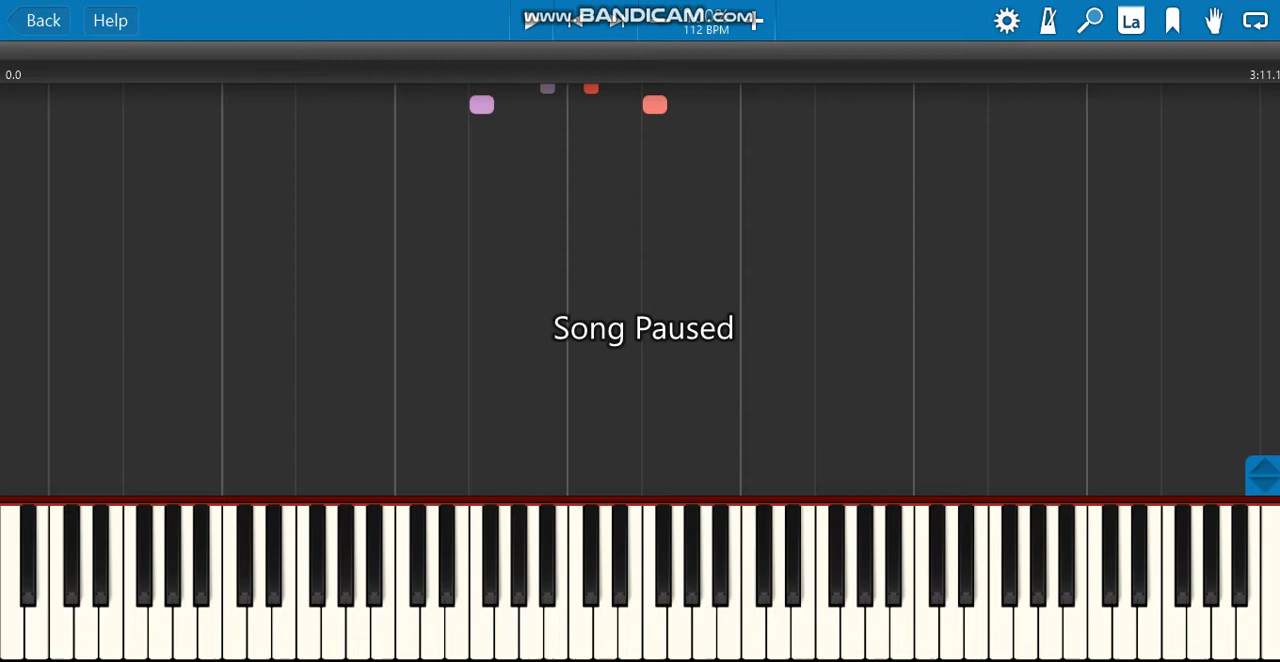 Back
Help
www.BANDICAM.com
112 BPM
La
0.0
3:11.1
Song Paused